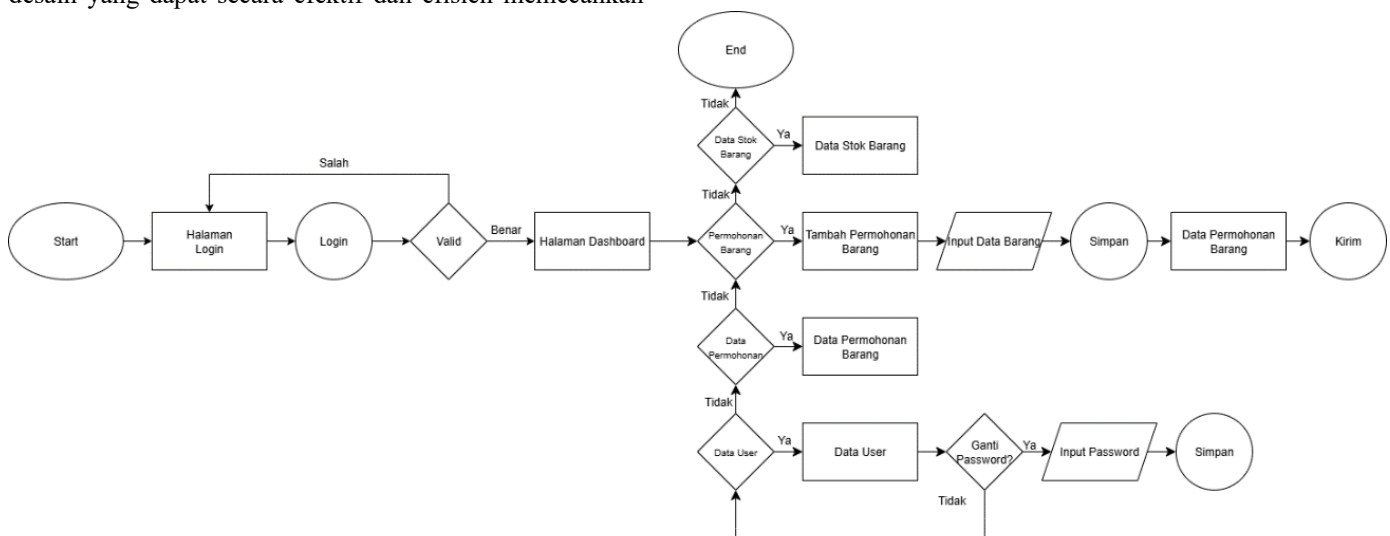 desain yang dapat secara efektif dan efisien memecahkan
End
Tidak
Data Stok
Barang
Ya
Data Stok Barang
Salah
Tidak
Start
Halaman
Login
Login
Valid
Benar
Halaman Dashboard
Permohonan
Barang
Ya
Tambah Permohonan
Barang
Input Data Barang
Simpan
Data Permohonan
Barang
Kirim
Tidak
Data
Permohonan
Ya
Data Permohonan
Barang
Tidak
Data User
Ya
Data User
Ganti
Password?
Ya
Input Password
Simpan
Tidak